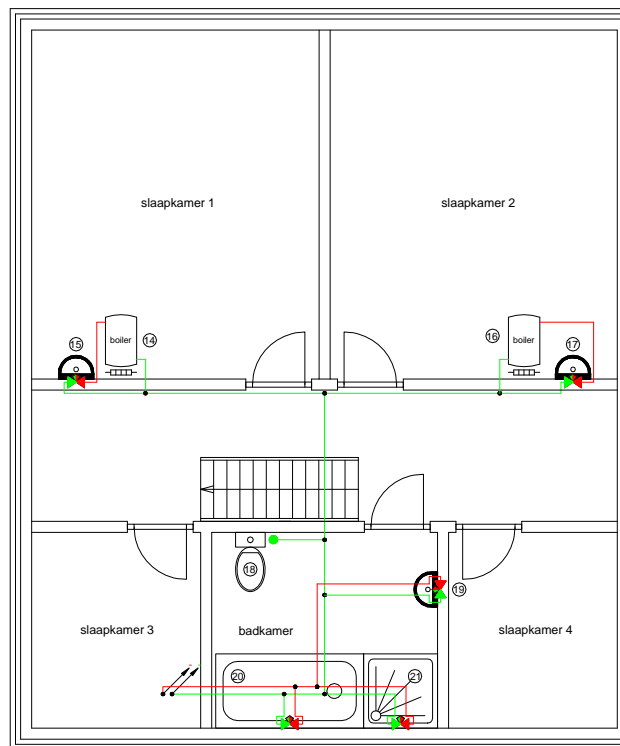 slaapkamer 1
slaapkamer 2
15
boiler
14
16
boiler
17
18
19
slaapkamer 3
badkamer
slaapkamer 4
20
21